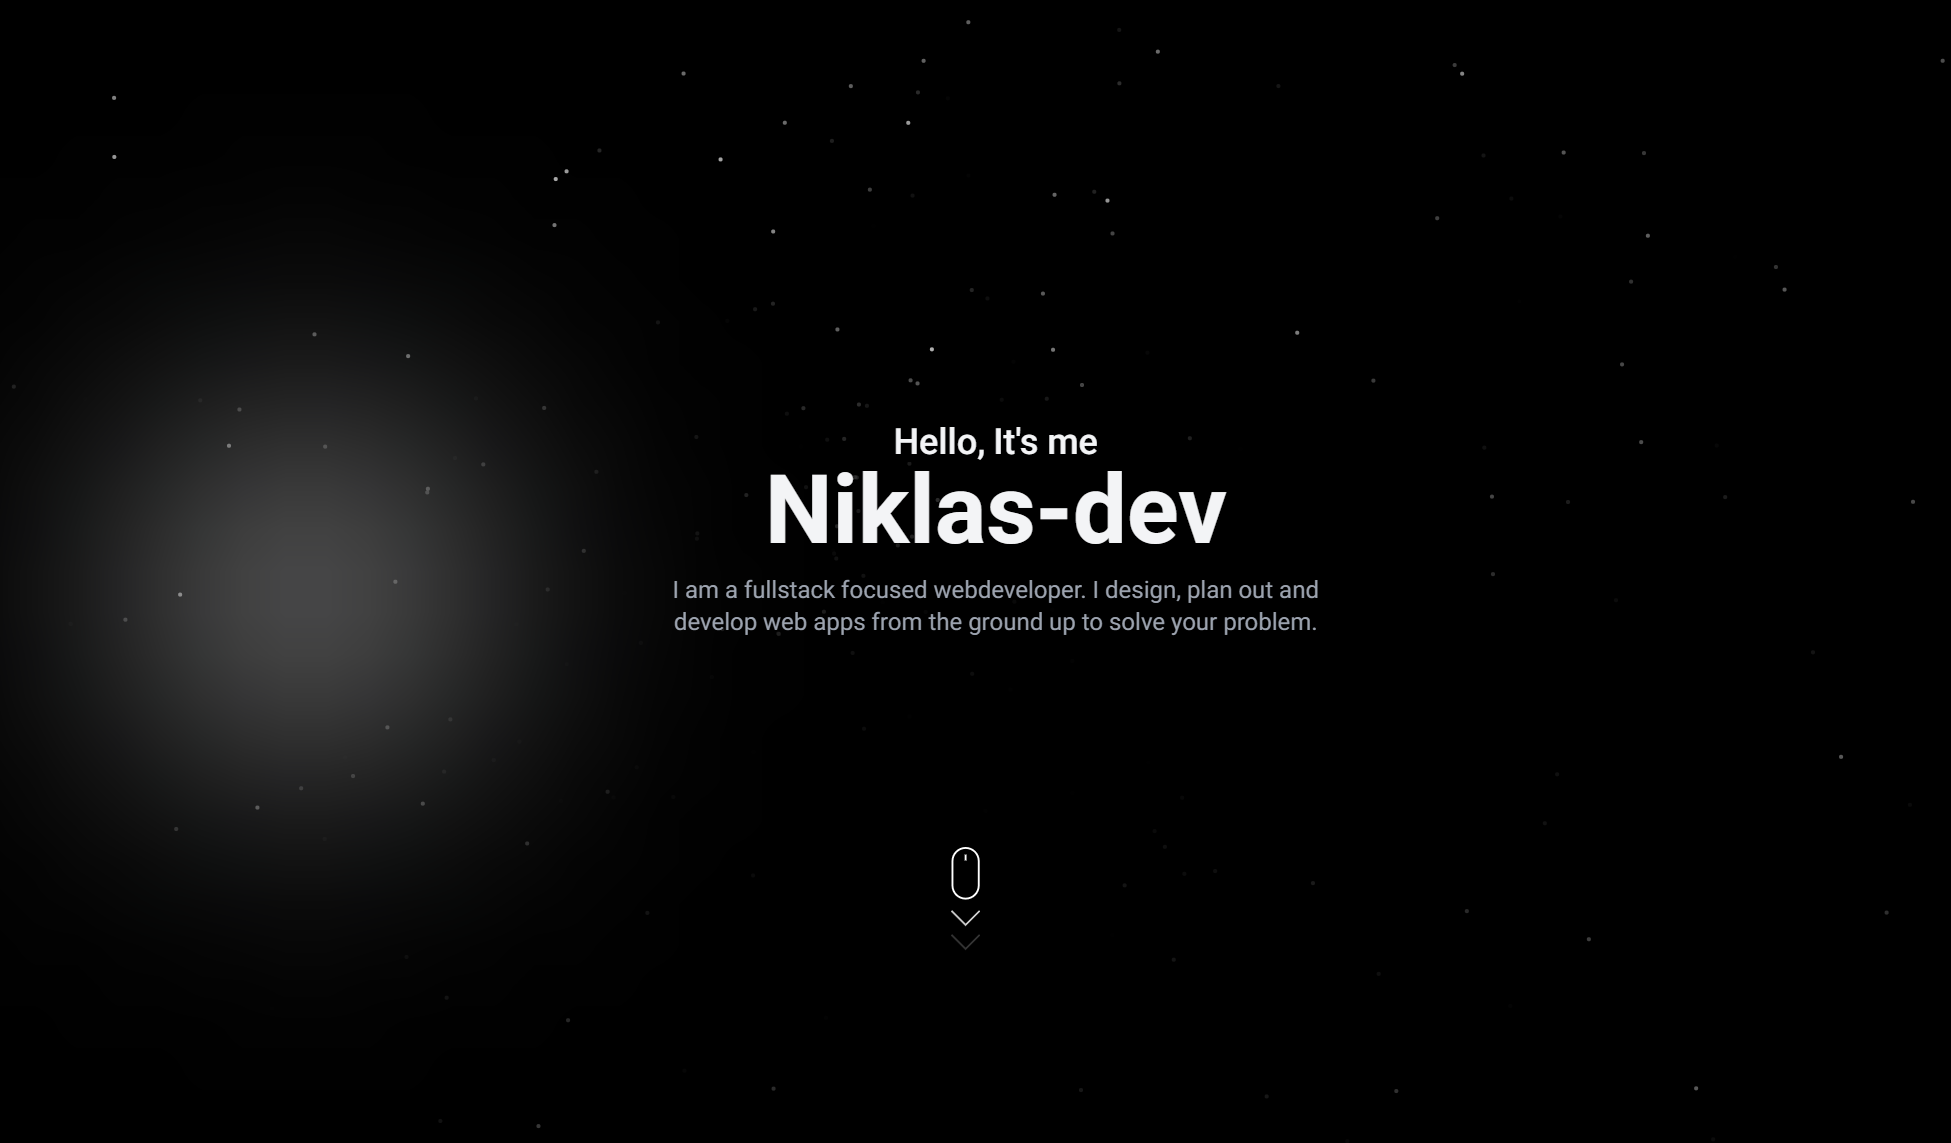 Hello, It's me
Niklas-dev
I am a fullstack focused webdeveloper. I design, plan out and
develop web apps from the ground up to solve your problem.